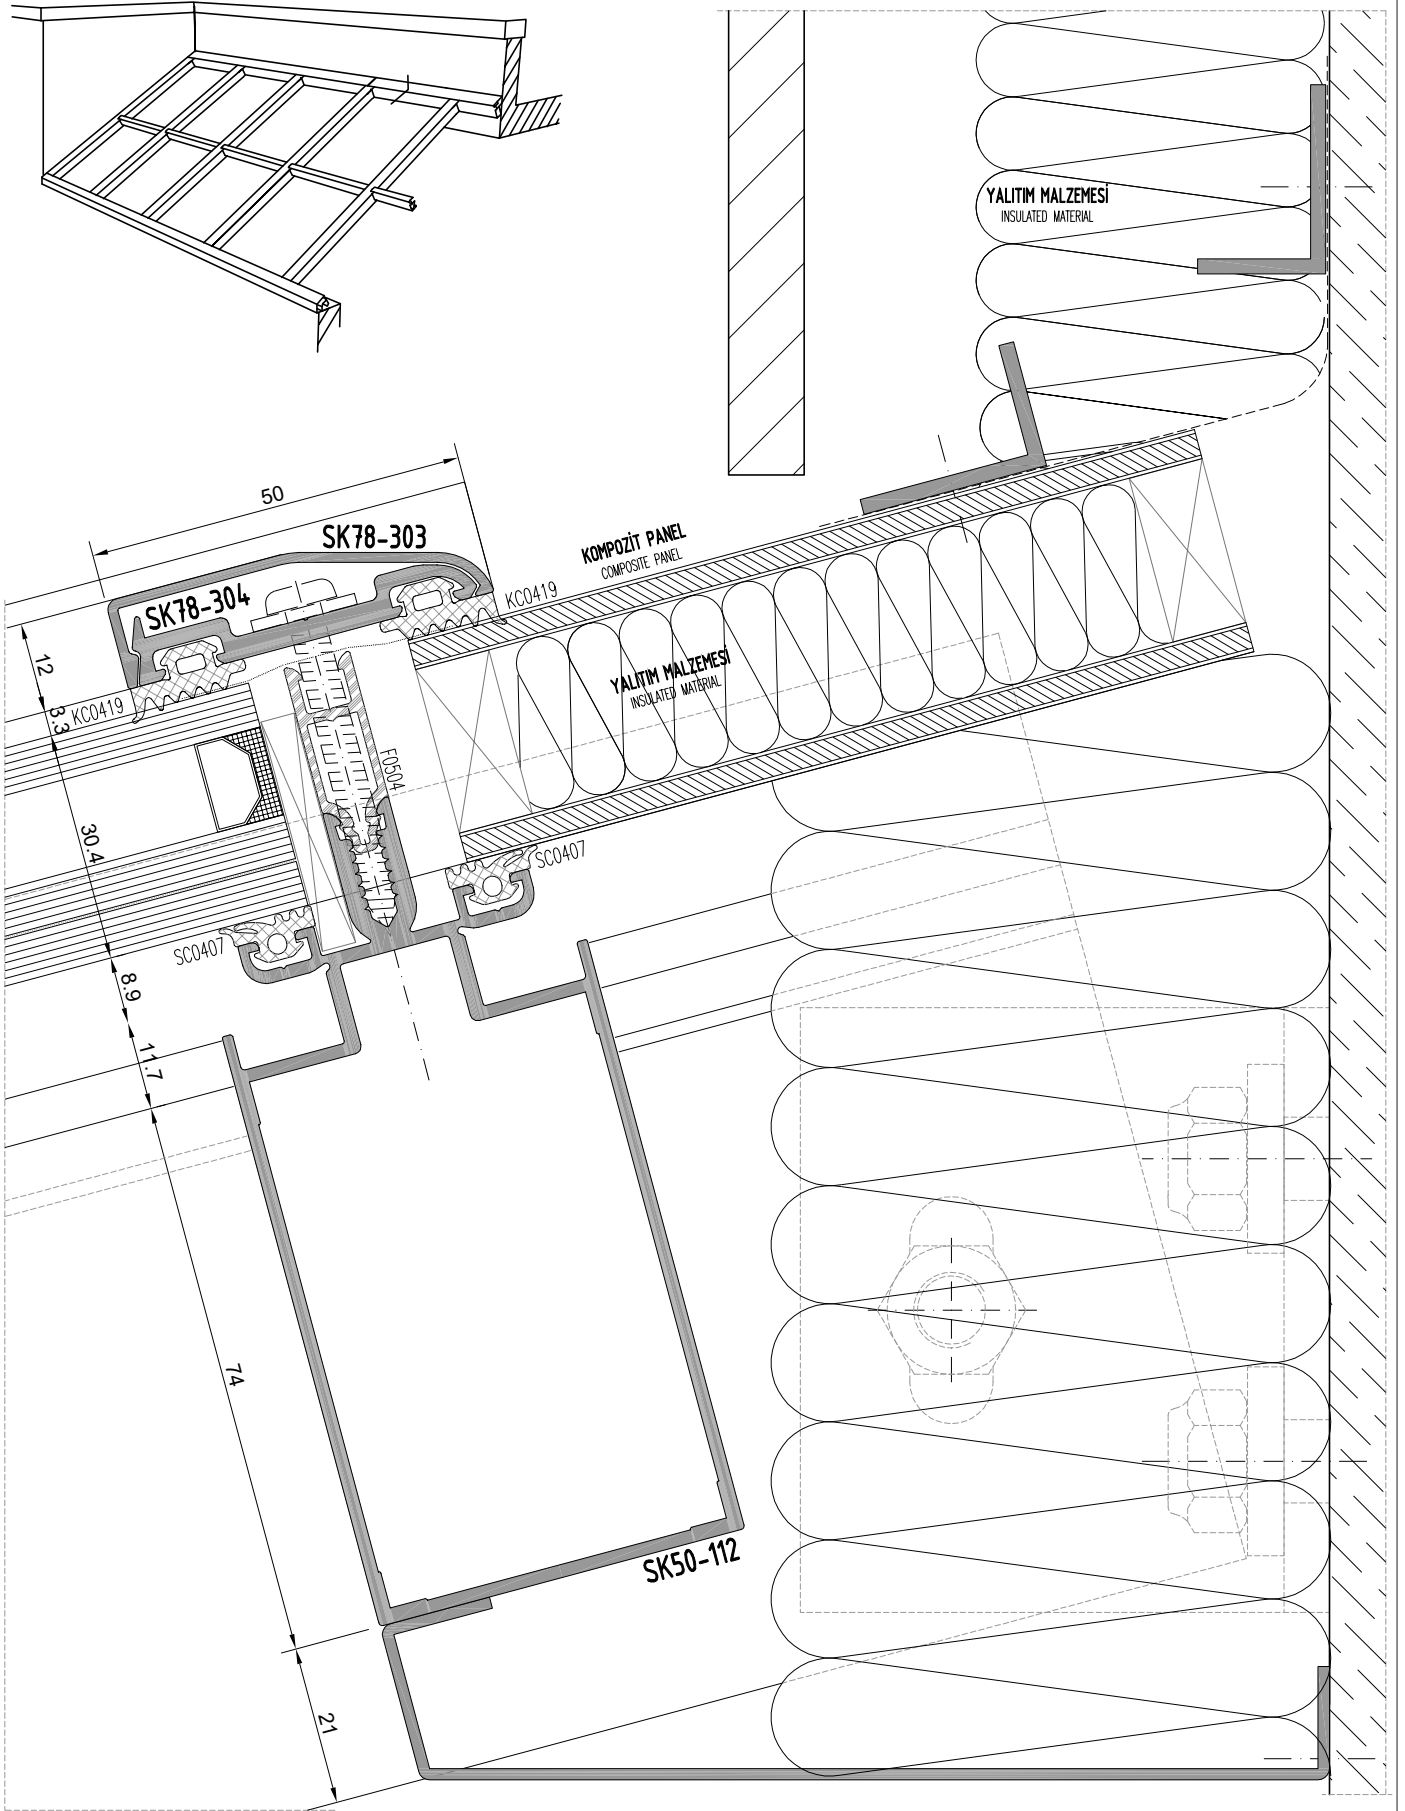 YALITIM MALZEMESİ
INSULATED MATERIAL
50
SK78-303
KOMPOZİT PANEL
COMPOSITE PANEL
KC0419
SK78-304
12
YALITIM MALZEMESİ
INSULATED MATERIAL
KC0419
3.3
F0504
30.4
SC0407
SC0407
8.9
11.7
74
SK50-112
21